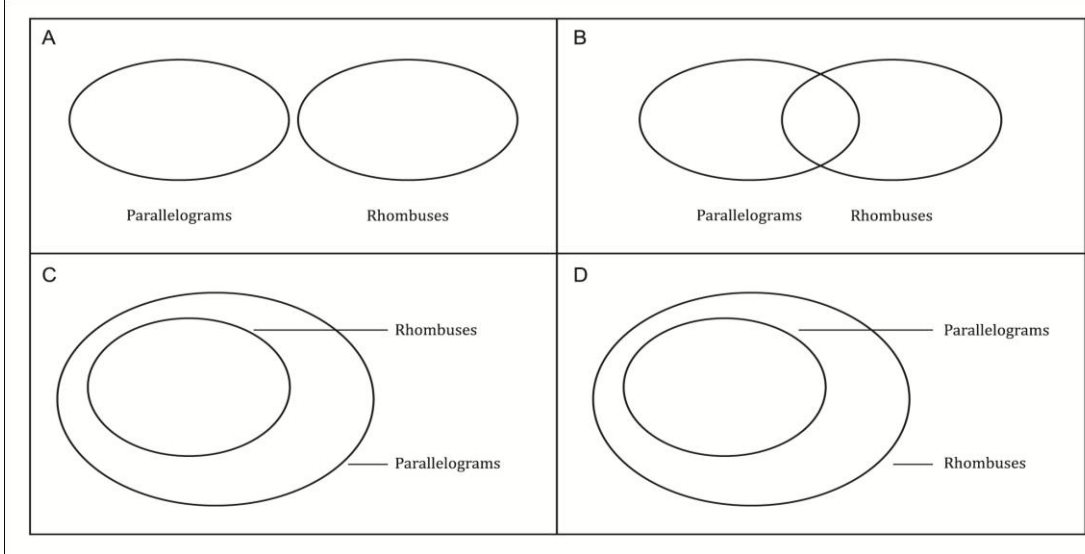 A
Parallelograms
Rhombuses
B
Parallelograms
Rhombuses
C
Rhombuses
Parallelograms
D
Parallelograms
Rhombuses